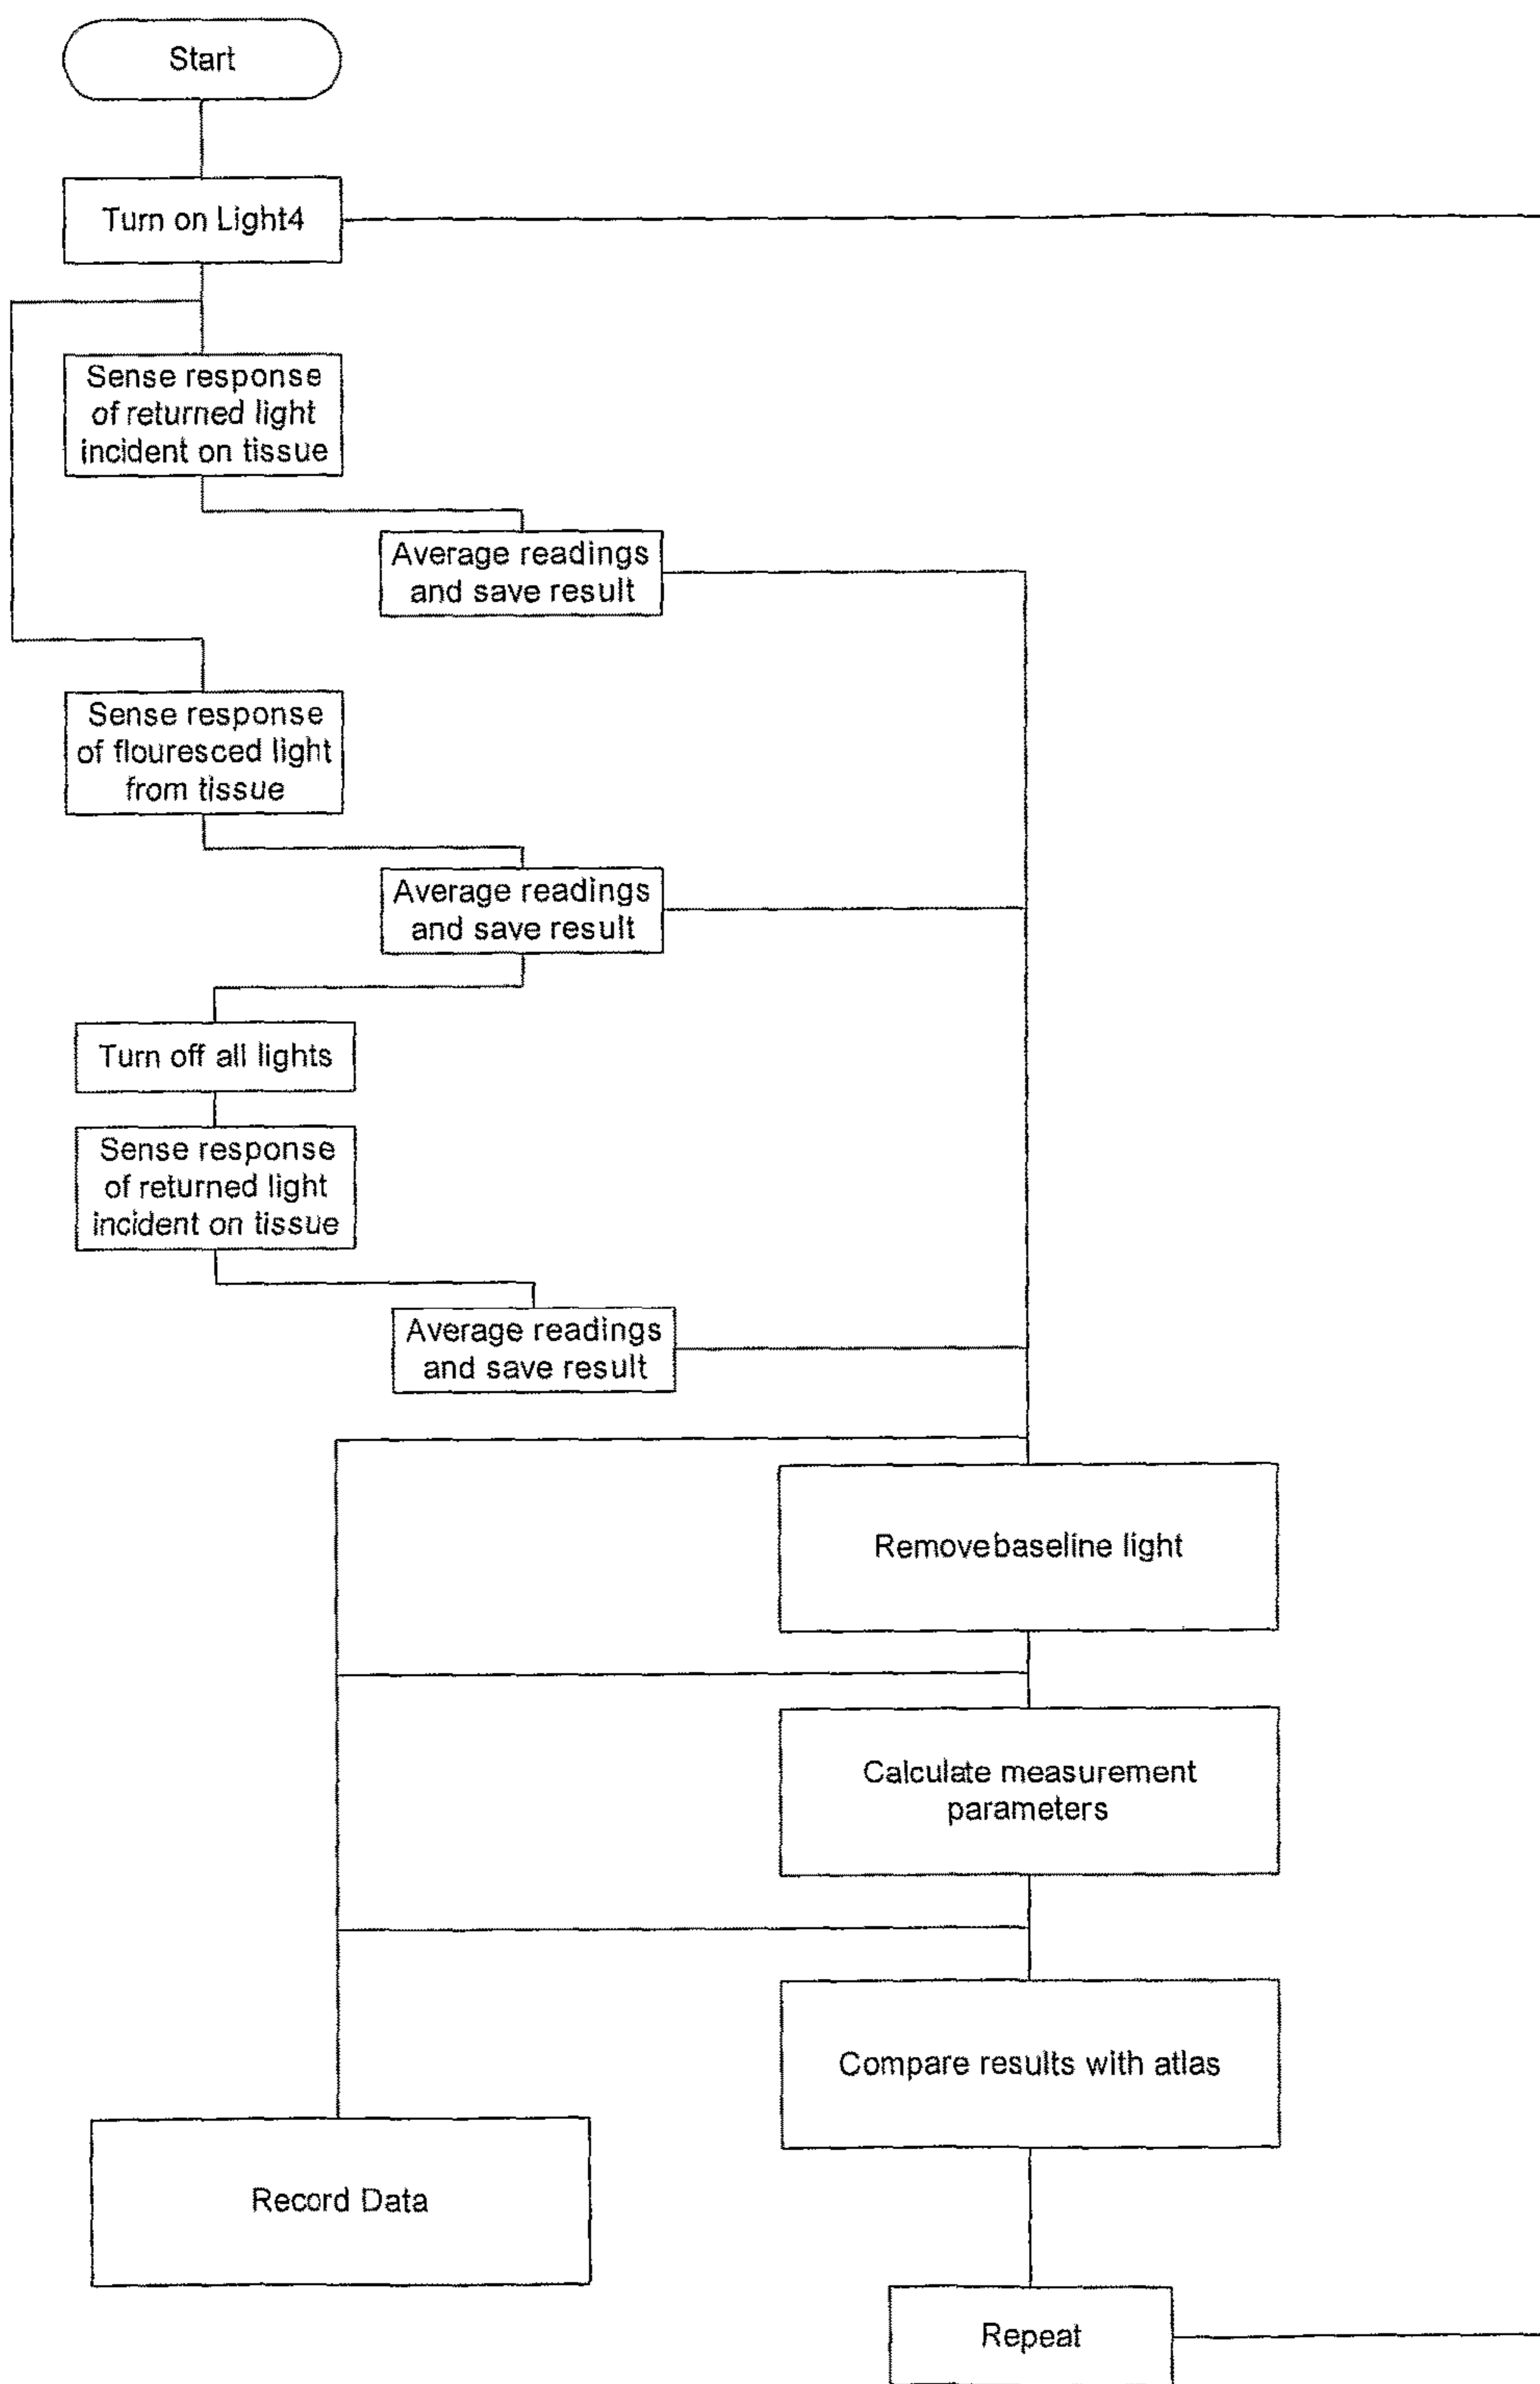 Start
Turn on Light4
Sense response
of returned light
incident on tissue
Average readings
and save result
Sense response
of flouresced light
from tissue
Average readings
and save result
Turn off all lights
Sense response
of returned light
incident on tissue
Average readings
and save result
Removebaseline light
Calculate measurement
parameters
Compare results with atlas
Record Data
Repeat